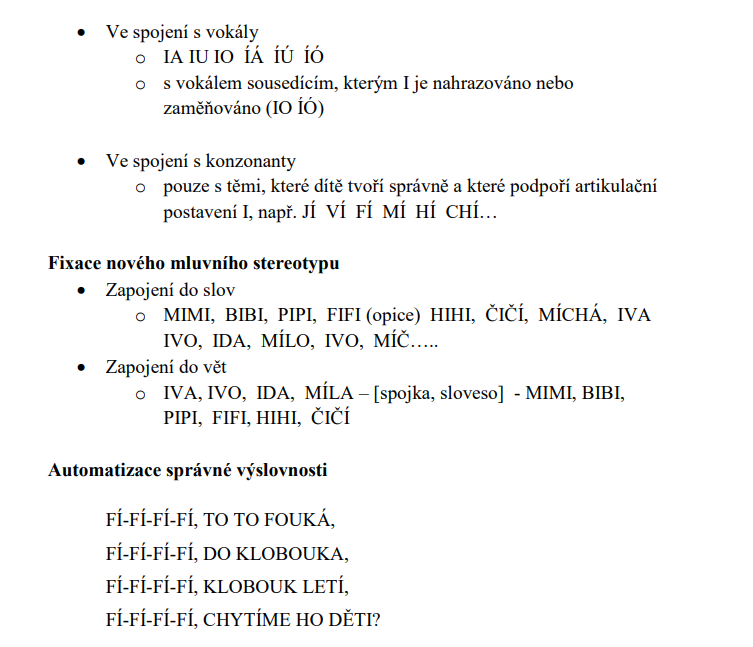 • Ve spojení s vokály
o IA IU IO ÍÁ ÍÚ ÍÓ
o s vokálem sousedícím, kterým I je nahrazováno nebo
zaměňováno (IO ÍÓ)
• Ve spojení s konzonanty
o pouze s těmi, které dítě tvoří správně a které podpoří artikulační
postavení I, např. JÍ VÍ FÍ MÍ HÍ CHÍ…
Fixace nového mluvního stereotypu
• Zapojení do slov
o MIMI, BIBI, PIPI, FIFI (opice) HIHI, ČIČÍ, MÍCHÁ, IVA
IVO, IDA, MÍLO, IVO, MÍČ…..
• Zapojení do vět
o IVA, IVO, IDA, MÍLA – [spojka, sloveso] - MIMI, BIBI,
PIPI, FIFI, HIHI, ČIČÍ
Automatizace správné výslovnosti
FÍ-FÍ-FÍ-FÍ, TO TO FOUKÁ,
FÍ-FÍ-FÍ-FÍ, DO KLOBOUKA,
FÍ-FÍ-FÍ-FÍ, KLOBOUK LETÍ,
FÍ-FÍ-FÍ-FÍ, CHYTÍME HO DĚTI?